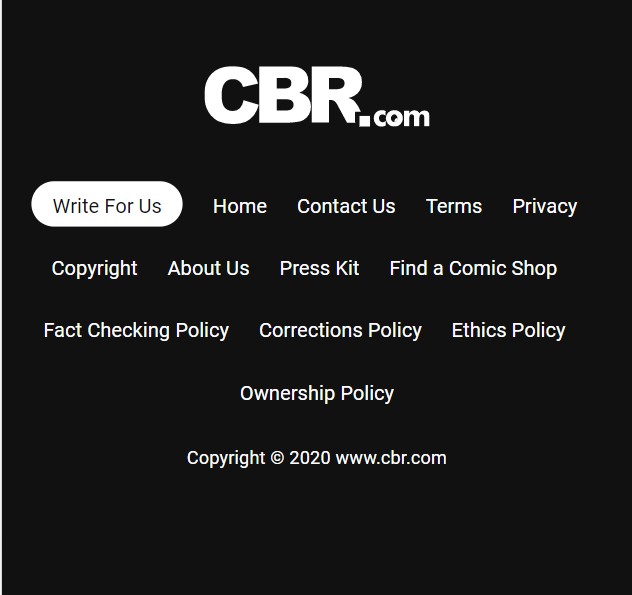 CBR.com
Write For Us Home Contact Us Terms Privacy
Copyright About Us Press Kit Find a Comic Shop
Fact Checking Policy Corrections Policy Ethics Policy
Ownership Policy
Copyright © 2020 www.cbr.com